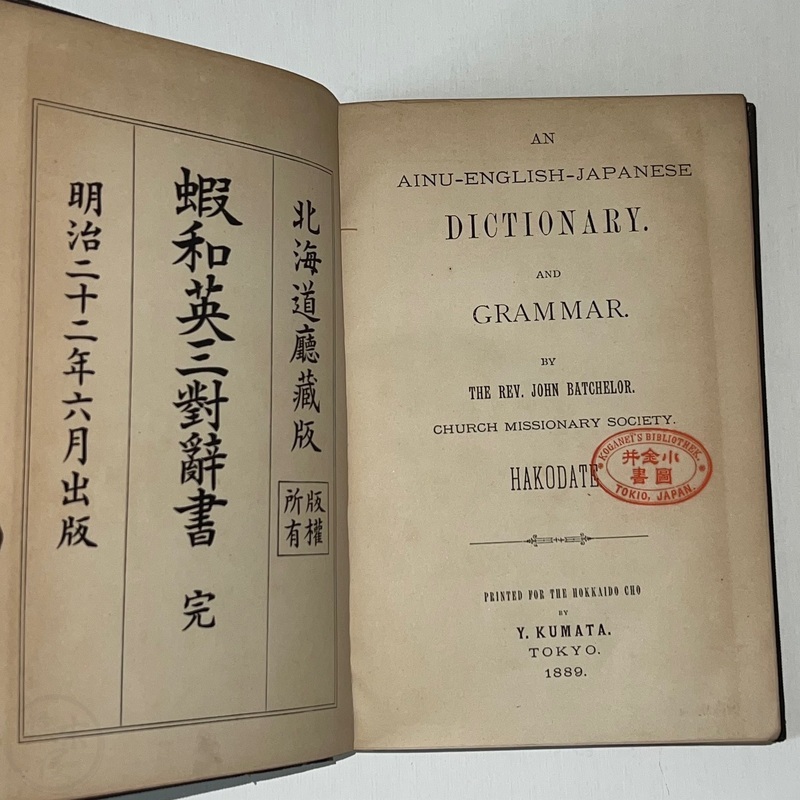 北海道廳藏版
版權
所有
蝦和英三對辭書 完
明治二十二年六月出版
AN
AINU-ENGLISH-JAPANESE
DICTIONARY.
AND
GRAMMAR.
BY
THE REV. JOHN BATCHELOR.
CHURCH MISSIONARY SOCIETY.
HAKODATE
KOGANEI'S BIBLIOTHEK.
小金井
圖書
TOKIO, JAPAN.
PRINTED FOR THE HOKKAIDO CHO
BY
Y. KUMATA.
TOKYO.
1889.